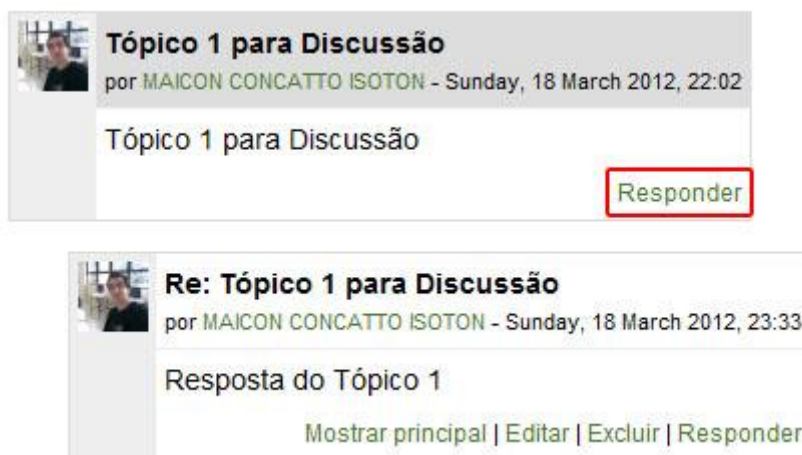 Tópico 1 para Discussão
por MAICON CONCATTO ISOTON - Sunday, 18 March 2012, 22:02
Tópico 1 para Discussão
Responder
Re: Tópico 1 para Discussão
por MAICON CONCATTO ISOTON - Sunday, 18 March 2012, 23:33
Resposta do Tópico 1
Mostrar principal | Editar | Excluir | Responder